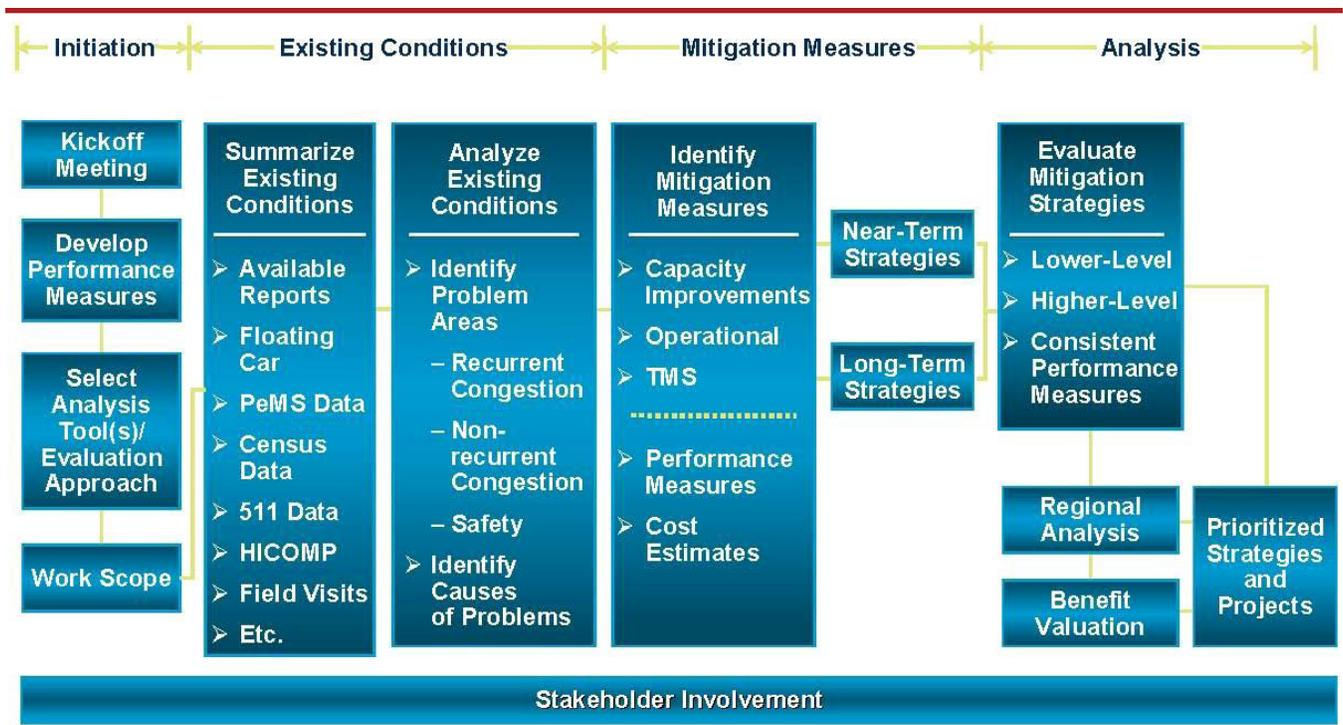 Initiation
Existing Conditions
Mitigation Measures
Analysis
Kickoff
Meeting
Develop
Performance
Measures
Select
Analysis
Tool(s)/
Evaluation
Approach
Work Scope
Summarize
Existing
Conditions
➢ Available
Reports
➢ Floating
Car
➢ PeMS Data
➢ Census
Data
➢ 511 Data
➢ HICOMP
➢ Field Visits
➢ Etc.
Analyze
Existing
Conditions
➢ Identify
Problem
Areas
– Recurrent
Congestion
– Non-
recurrent
Congestion
– Safety
➢ Identify
Causes
of Problems
Identify
Mitigation
Measures
➢ Capacity
Improvements
➢ Operational
➢ TMS
➢ Performance
Measures
➢ Cost
Estimates
Near-Term
Strategies
Long-Term
Strategies
Evaluate
Mitigation
Strategies
➢ Lower-Level
➢ Higher-Level
➢ Consistent
Performance
Measures
Regional
Analysis
Benefit
Valuation
Prioritized
Strategies
and
Projects
Stakeholder Involvement